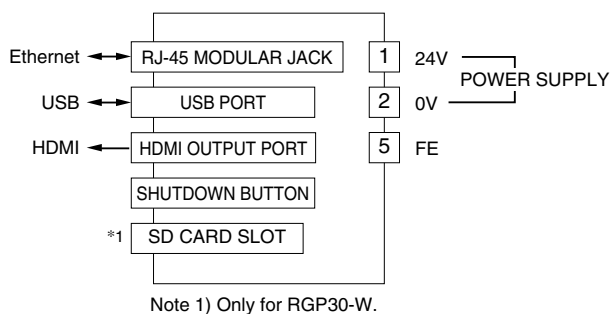 Ethernet RJ-45 MODULAR JACK 1 24V
POWER SUPPLY
USB USB PORT 2 0V
HDMI HDMI OUTPUT PORT 5 FE
SHUTDOWN BUTTON
*1 SD CARD SLOT
Note 1) Only for RGP30-W.